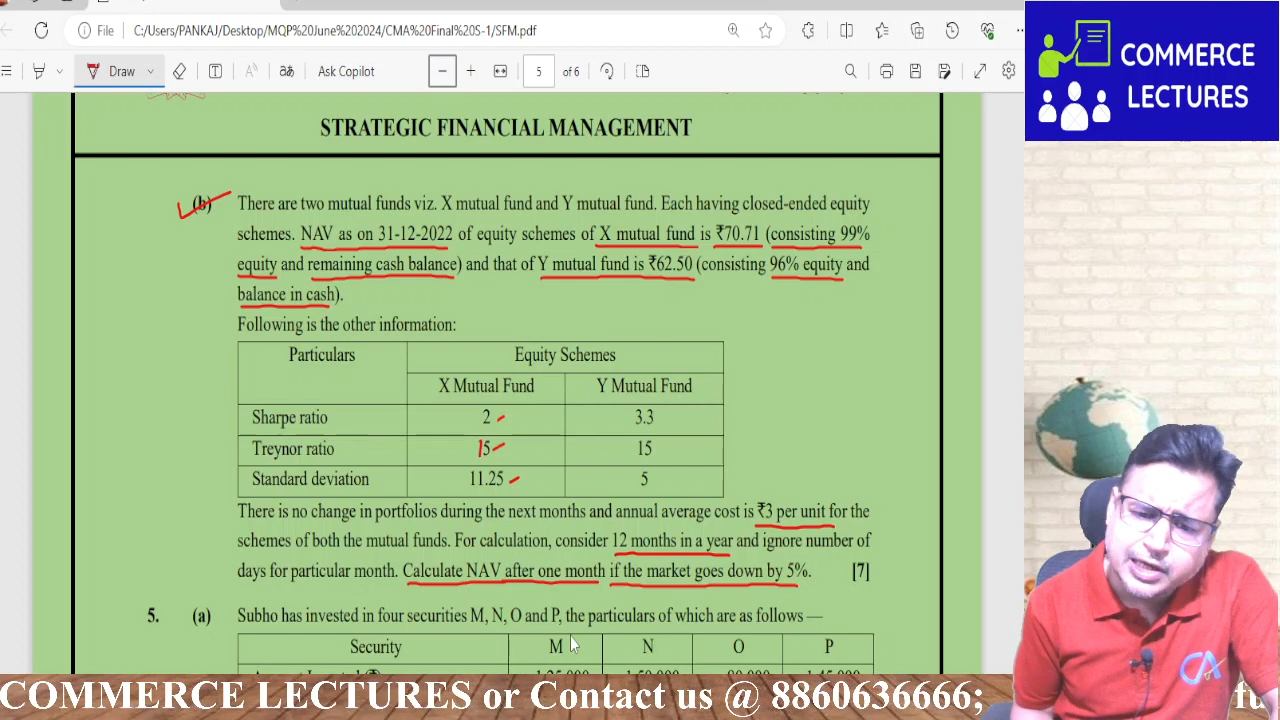 File
C:/Users/PANKAJ/Desktop/MQP%20June%202024/CMA%20Final%20S-1/SFM.pdf
Draw
Ask Copilot
5 of 6
COMMERCE
LECTURES
STRATEGIC FINANCIAL MANAGEMENT
(b) There are two mutual funds viz. X mutual fund and Y mutual fund. Each having closed-ended equity
schemes. NAV as on 31-12-2022 of equity schemes of X mutual fund is ₹70.71 (consisting 99%
equity and remaining cash balance) and that of Y mutual fund is ₹62.50 (consisting 96% equity and
balance in cash).
Following is the other information:
Particulars Equity Schemes
X Mutual Fund Y Mutual Fund
Sharpe ratio 2 3.3
Treynor ratio 15 15
Standard deviation 11.25 5
There is no change in portfolios during the next months and annual average cost is ₹3 per unit for the
schemes of both the mutual funds. For calculation, consider 12 months in a year and ignore number of
days for particular month. Calculate NAV after one month if the market goes down by 5%. [7]
5. (a) Subho has invested in four securities M, N, O and P, the particulars of which are as follows —
Security M N O P
CA
COMMERCE LECTURES or Contact us @ 8860636666;